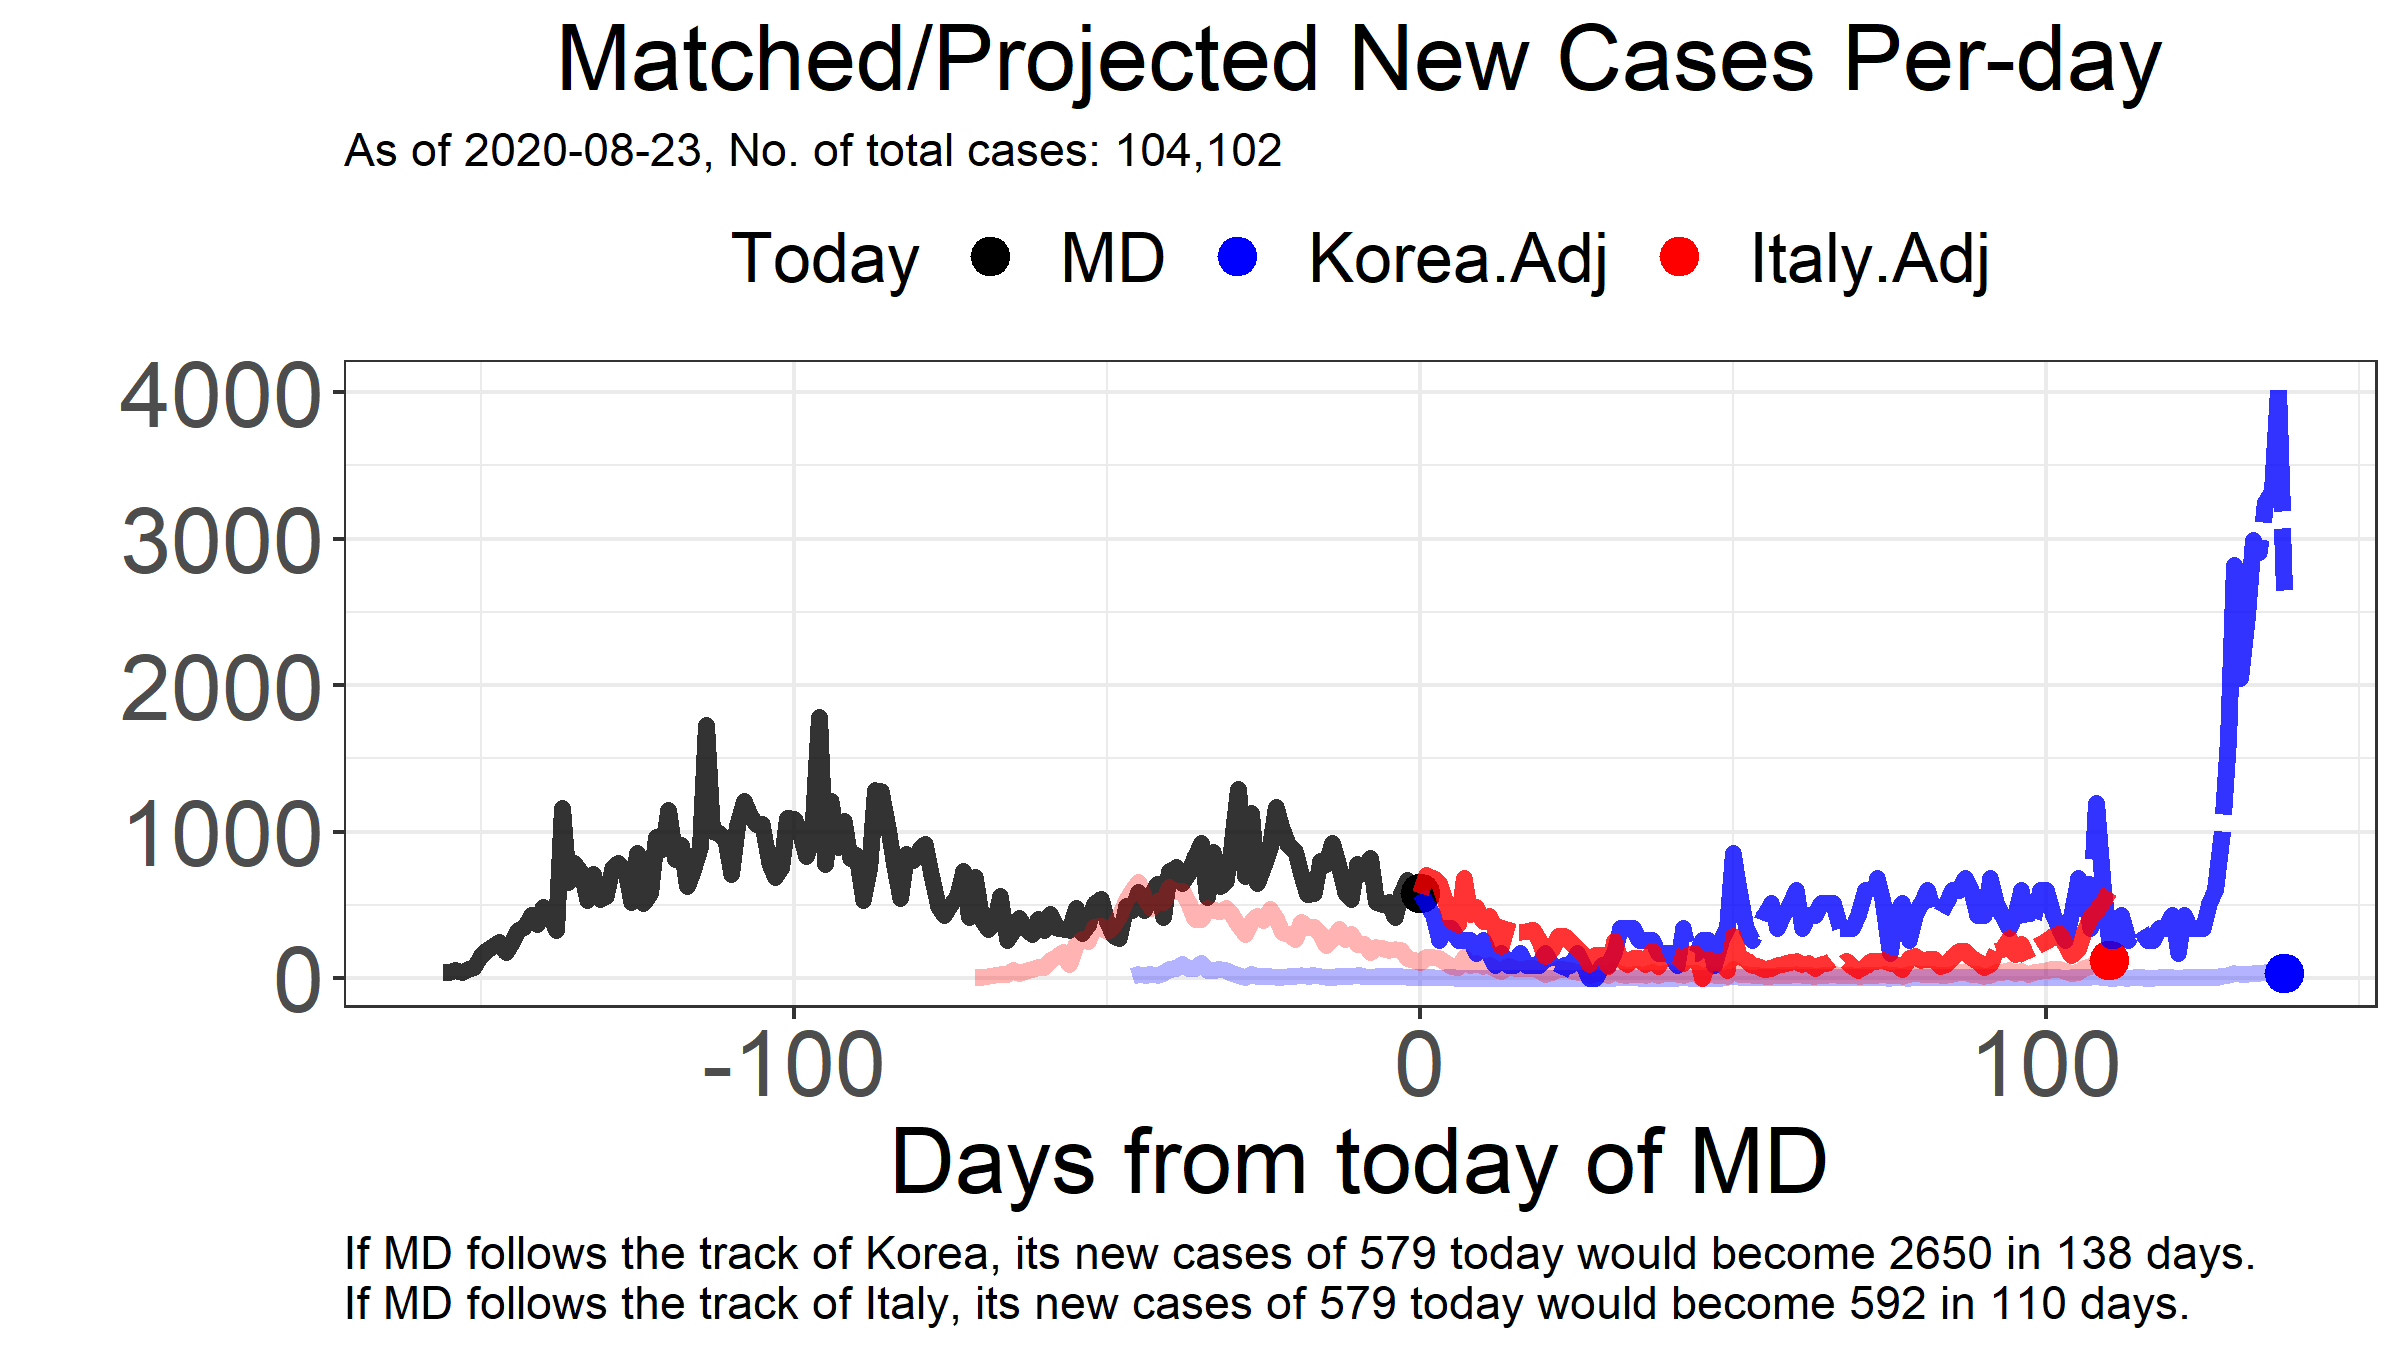 Matched/Projected New Cases Per-day
As of 2020-08-23, No. of total cases: 104,102
Today MD Korea.Adj Italy.Adj
4000
3000
2000
1000
0
-100 0 100
Days from today of MD
If MD follows the track of Korea, its new cases of 579 today would become 2650 in 138 days.
If MD follows the track of Italy, its new cases of 579 today would become 592 in 110 days.